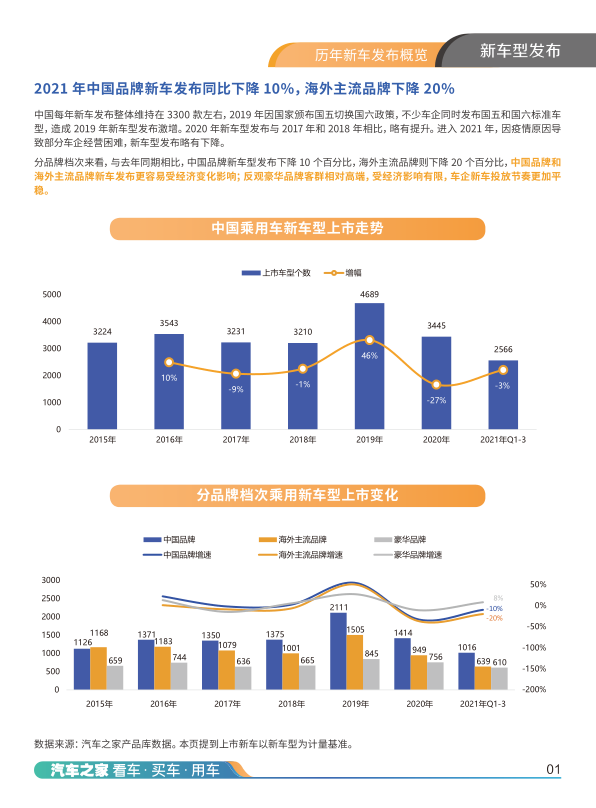 历年新车发布概览
新车型发布
2021 年中国品牌新车发布同比下降 10%，海外主流品牌下降 20%
中国每年新车发布整体维持在 3300 款左右，2019 年因国家颁布国五切换国六政策，不少车企同时发布国五和国六标准车
型，造成 2019 年新车型发布激增。2020 年新车型发布与 2017 年和 2018 年相比，略有提升。进入 2021 年，因疫情原因导
致部分车企经营困难，新车型发布略有下降。
分品牌档次来看，与去年同期相比，中国品牌新车型发布下降 10 个百分比，海外主流品牌则下降 20 个百分比，中国品牌和
海外主流品牌新车发布更容易受经济变化影响；反观豪华品牌客群相对高端，受经济影响有限，车企新车投放节奏更加平
稳。
中国乘用车新车型上市走势
上市车型个数 增幅
5000
4000
3000
2000
1000
0
3224
3543
3231
3210
4689
3445
2566
10%
-9%
-1%
46%
-27%
-3%
2015年 2016年 2017年 2018年 2019年 2020年 2021年Q1-3
分品牌档次乘用新车型上市变化
中国品牌 海外主流品牌 豪华品牌
中国品牌增速 海外主流品牌增速 豪华品牌增速
3000
2500
2000
1500
1000
500
0
50%
0%
-50%
-100%
-150%
-200%
1126 1168 659
1371 1183 744
1350 1079 636
1375 1001 665
2111 1505 845
1414 949 756
1016 639 610
8%
-10%
-20%
2015年 2016年 2017年 2018年 2019年 2020年 2021年Q1-3
数据来源：汽车之家产品库数据。本页提到上市新车以新车型为计量基准。
汽车之家 看车 · 买车 · 用车
01